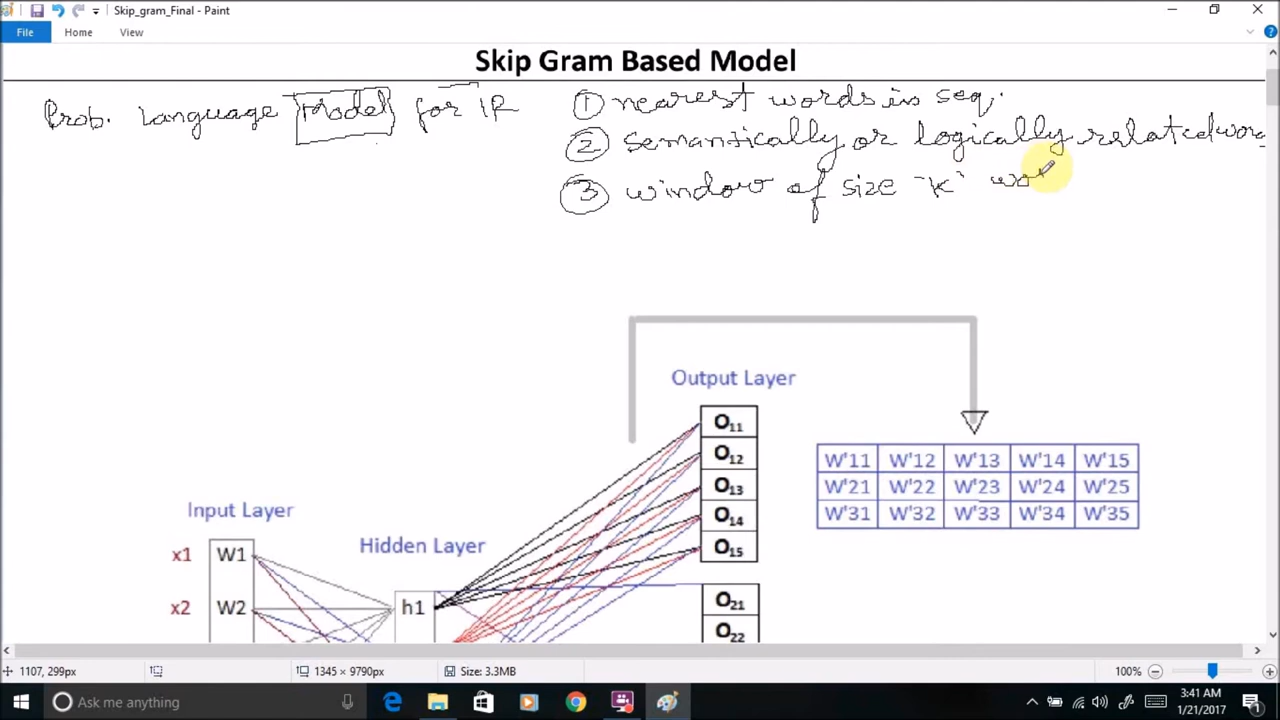 Skip_gram_Final - Paint
File Home View
Skip Gram Based Model
Prob. Language Model for IR
① nearest words in seq.
② semantically or logically related wor
③ window of size "K" wor
Output Layer
O11
O12
O13
O14
O15
W'11 W'12 W'13 W'14 W'15
W'21 W'22 W'23 W'24 W'25
W'31 W'32 W'33 W'34 W'35
Input Layer
Hidden Layer
x1 W1
x2 W2
h1
O21
O22
1107, 299px 1345 × 9790px Size: 3.3MB 100%
Ask me anything
3:41 AM
1/21/2017